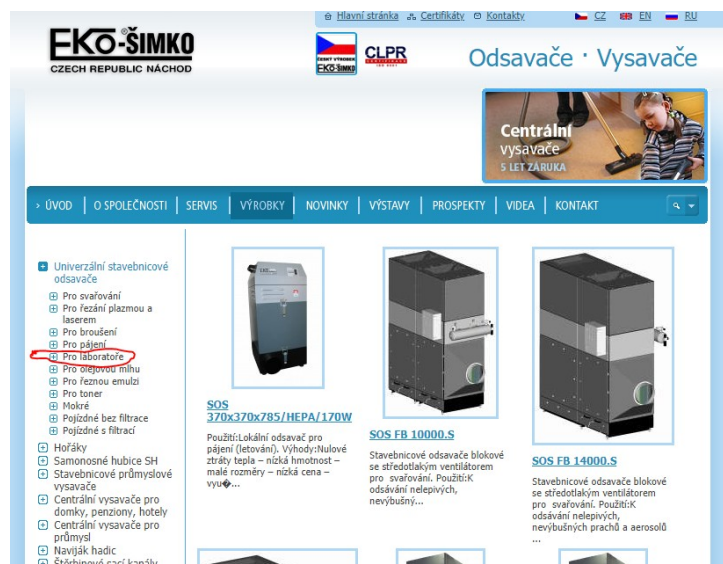 Hlavní stránka Certifikáty Kontakty CZ EN RU
EKO-ŠIMKO
CZECH REPUBLIC NÁCHOD
ČESKÝ VÝROBEK
EKO-ŠIMKO
CLPR
Odsavače · Vysavače
Centrální
vysavače
5 LET ZÁRUKA
› ÚVOD | O SPOLEČNOSTI | SERVIS | VÝROBKY | NOVINKY | VÝSTAVY | PROSPEKTY | VIDEA | KONTAKT
Univerzální stavebnicové
odsavače
Pro svařování
Pro řezání plazmou a
laserem
Pro broušení
Pro pájení
Pro laboratoře
Pro olejovou mlhu
Pro řeznou emulzi
Pro toner
Mokré
Pojízdné bez filtrace
Pojízdné s filtrací
Hořáky
Samonosné hubice SH
Stavebnicové průmyslové
vysavače
Centrální vysavače pro
domky, penziony, hotely
Centrální vysavače pro
průmysl
Naviják hadic
Štěrbinové sací kanály
SOS
370x370x785/HEPA/170W
Použití:Lokální odsavač pro
pájení (letování). Výhody:Nulové
ztráty tepla – nízká hmotnost –
malé rozměry – nízká cena –
vyu�...
SOS FB 10000.S
Stavebnicové odsavače blokové
se středotlakým ventilátorem
pro svařování. Použití:K
odsávání nelepivých,
nevýbušný...
SOS FB 14000.S
Stavebnicové odsavače blokové
se středotlakým ventilátorem
pro svařování. Použití:K
odsávání nelepivých,
nevýbušných prachů a aerosolů
...